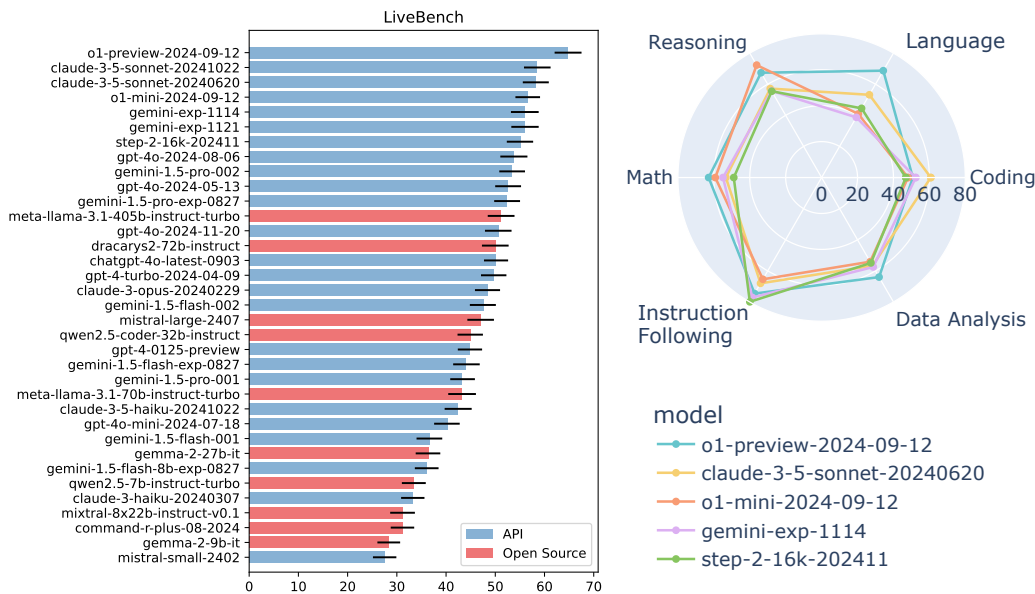 LiveBench
o1-preview-2024-09-12
claude-3-5-sonnet-20241022
claude-3-5-sonnet-20240620
o1-mini-2024-09-12
gemini-exp-1114
gemini-exp-1121
step-2-16k-202411
gpt-4o-2024-08-06
gemini-1.5-pro-002
gpt-4o-2024-05-13
gemini-1.5-pro-exp-0827
meta-llama-3.1-405b-instruct-turbo
gpt-4o-2024-11-20
dracarys2-72b-instruct
chatgpt-4o-latest-0903
gpt-4-turbo-2024-04-09
claude-3-opus-20240229
gemini-1.5-flash-002
mistral-large-2407
qwen2.5-coder-32b-instruct
gpt-4-0125-preview
gemini-1.5-flash-exp-0827
gemini-1.5-pro-001
meta-llama-3.1-70b-instruct-turbo
claude-3-5-haiku-20241022
gpt-4o-mini-2024-07-18
gemini-1.5-flash-001
gemma-2-27b-it
gemini-1.5-flash-8b-exp-0827
qwen2.5-7b-instruct-turbo
claude-3-haiku-20240307
mixtral-8x22b-instruct-v0.1
command-r-plus-08-2024
gemma-2-9b-it
mistral-small-2402
API
Open Source
0 10 20 30 40 50 60 70
Reasoning
Language
Math
0 20 40 60 80
Coding
Instruction
Following
Data Analysis
model
o1-preview-2024-09-12
claude-3-5-sonnet-20240620
o1-mini-2024-09-12
gemini-exp-1114
step-2-16k-202411